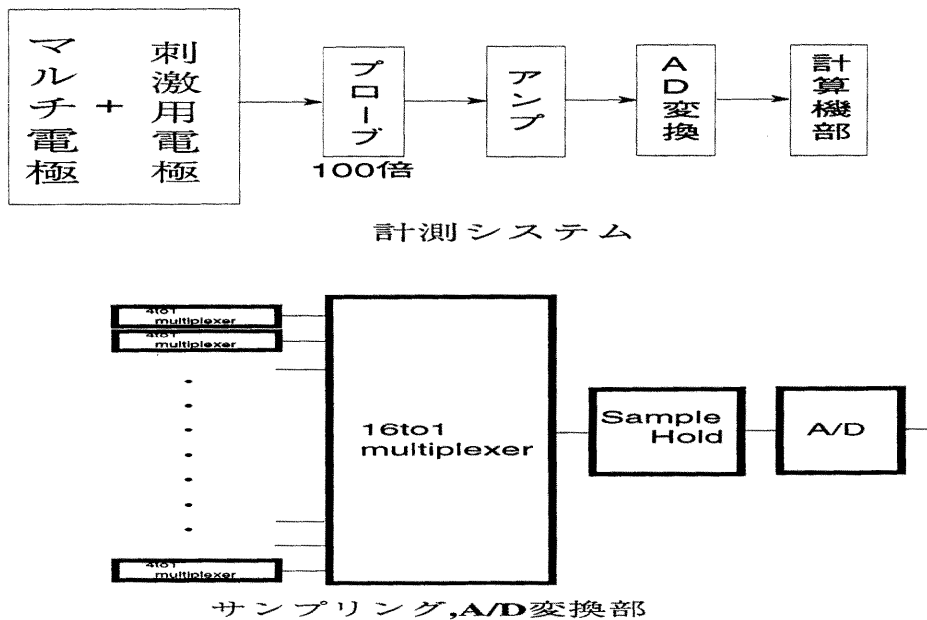 マルチ電極
+
刺激用電極
プローブ
100倍
アンプ
AD変換
計算機部
計測システム
4to1
multiplexer
4to1
multiplexer
16to1
multiplexer
Sample
Hold
A/D
4to1
multiplexer
サンプリング,A/D変換部